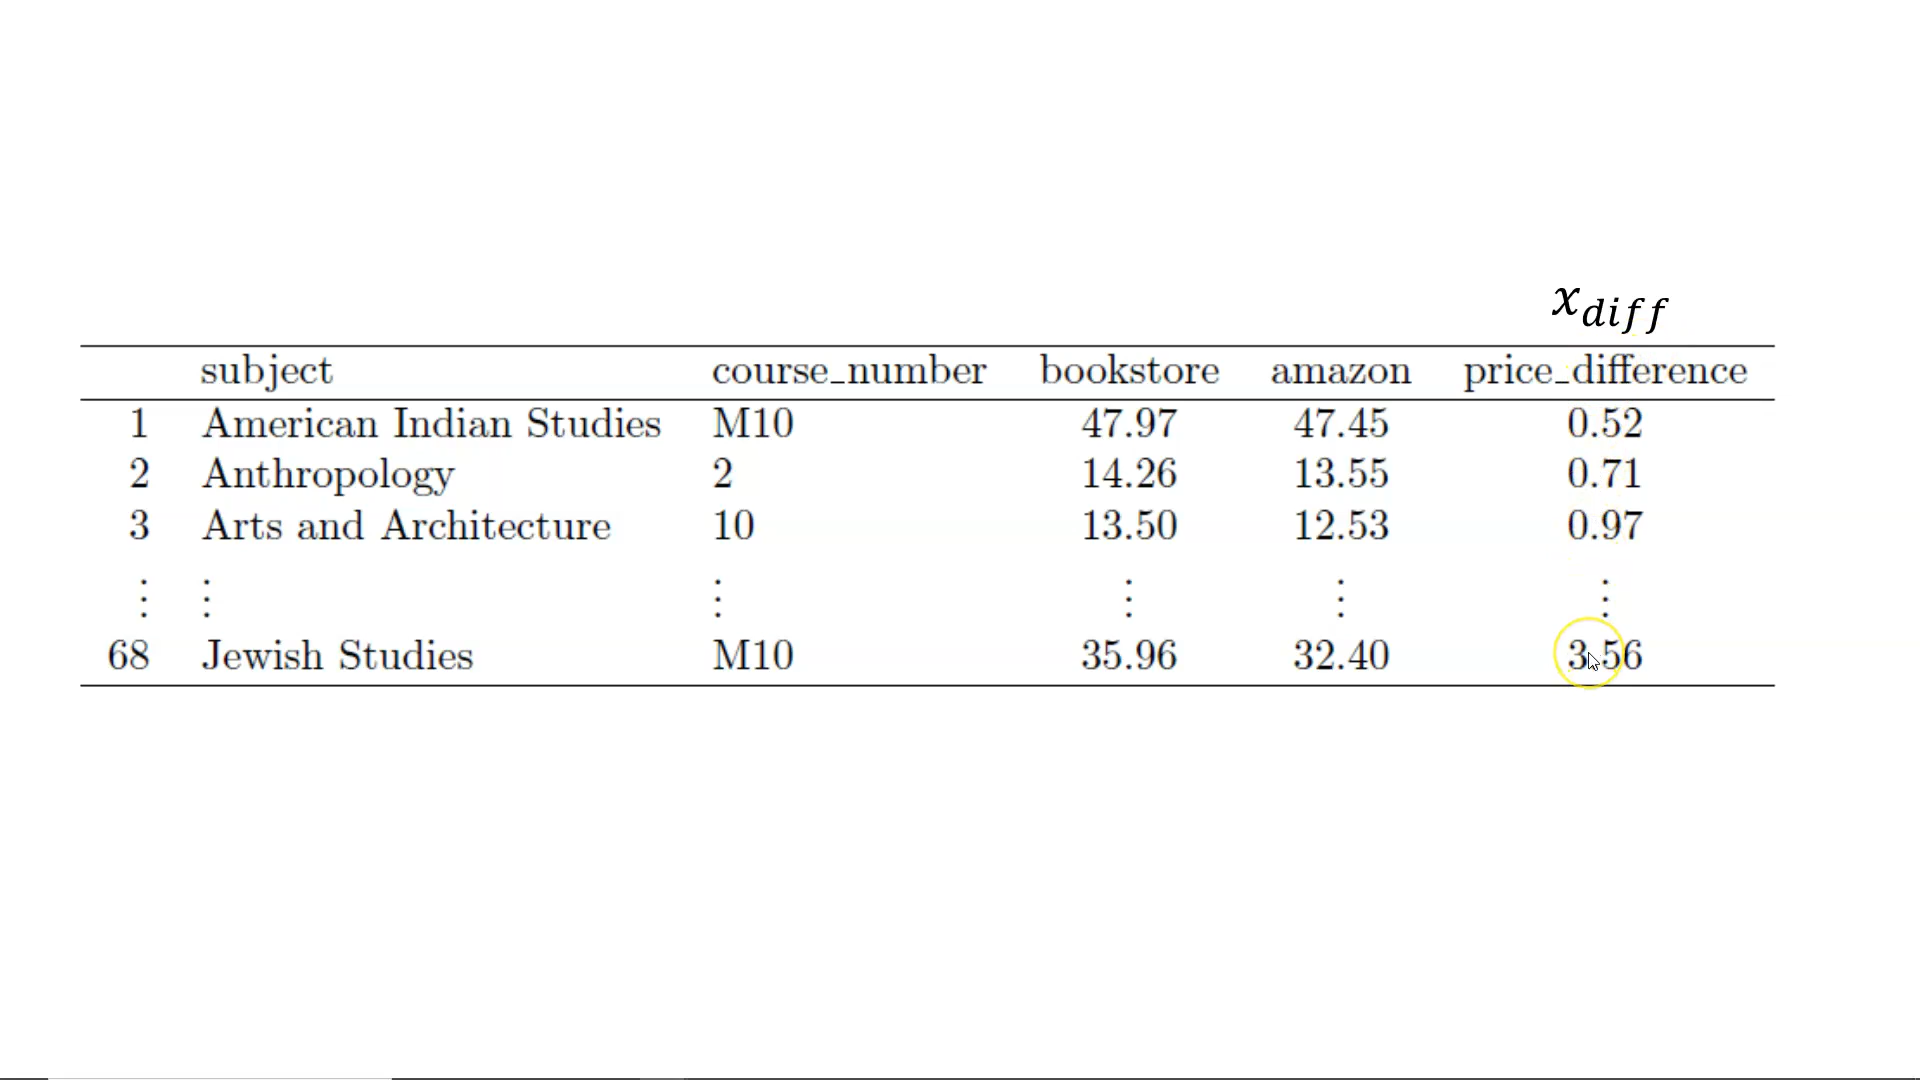 x_diff
subject course_number bookstore amazon price_difference
1 American Indian Studies M10 47.97 47.45 0.52
2 Anthropology 2 14.26 13.55 0.71
3 Arts and Architecture 10 13.50 12.53 0.97
⋮ ⋮ ⋮ ⋮ ⋮ ⋮
68 Jewish Studies M10 35.96 32.40 3.56